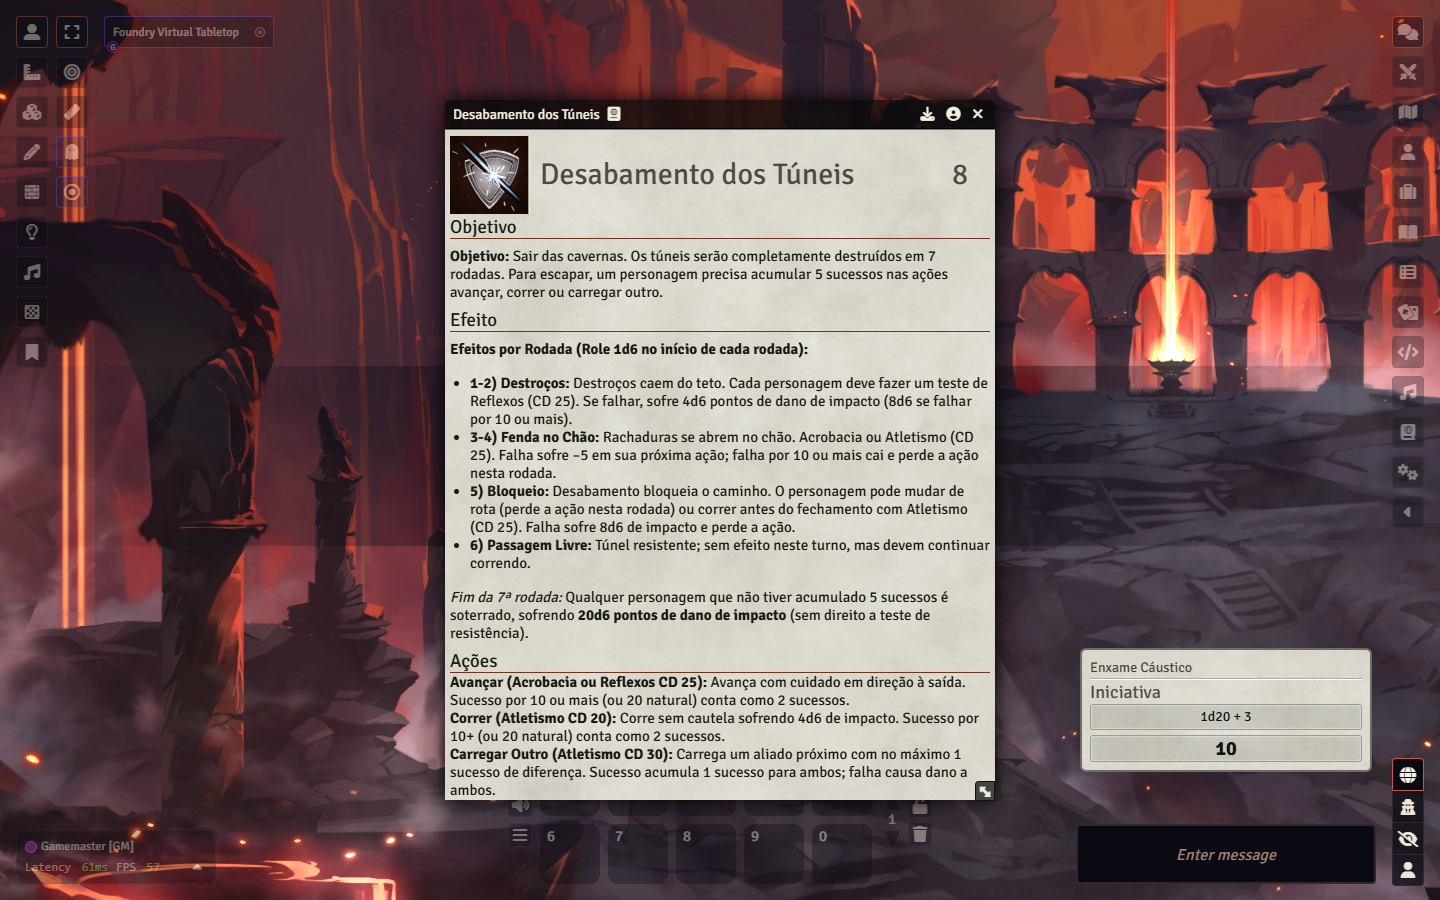 Foundry Virtual Tabletop
G
Desabamento dos Túneis
Desabamento dos Túneis
8
Objetivo
Objetivo: Sair das cavernas. Os túneis serão completamente destruídos em 7
rodadas. Para escapar, um personagem precisa acumular 5 sucessos nas ações
avançar, correr ou carregar outro.
Efeito
Efeitos por Rodada (Role 1d6 no início de cada rodada):
• 1-2) Destroços: Destroços caem do teto. Cada personagem deve fazer um teste de
Reflexos (CD 25). Se falhar, sofre 4d6 pontos de dano de impacto (8d6 se falhar
por 10 ou mais).
• 3-4) Fenda no Chão: Rachaduras se abrem no chão. Acrobacia ou Atletismo (CD
25). Falha sofre –5 em sua próxima ação; falha por 10 ou mais cai e perde a ação
nesta rodada.
• 5) Bloqueio: Desabamento bloqueia o caminho. O personagem pode mudar de
rota (perde a ação nesta rodada) ou correr antes do fechamento com Atletismo
(CD 25). Falha sofre 8d6 de impacto e perde a ação.
• 6) Passagem Livre: Túnel resistente; sem efeito neste turno, mas devem continuar
correndo.
Fim da 7ª rodada: Qualquer personagem que não tiver acumulado 5 sucessos é
soterrado, sofrendo 20d6 pontos de dano de impacto (sem direito a teste de
resistência).
Ações
Avançar (Acrobacia ou Reflexos CD 25): Avança com cuidado em direção à saída.
Sucesso por 10 ou mais (ou 20 natural) conta como 2 sucessos.
Correr (Atletismo CD 20): Corre sem cautela sofrendo 4d6 de impacto. Sucesso por
10+ (ou 20 natural) conta como 2 sucessos.
Carregar Outro (Atletismo CD 30): Carrega um aliado próximo com no máximo 1
sucesso de diferença. Sucesso acumula 1 sucesso para ambos; falha causa dano a
ambos.
Enxame Cáustico
Iniciativa
1d20 + 3
10
Enter message
6 7 8 9 0
1
Gamemaster [GM]
Latency 61ms FPS 57